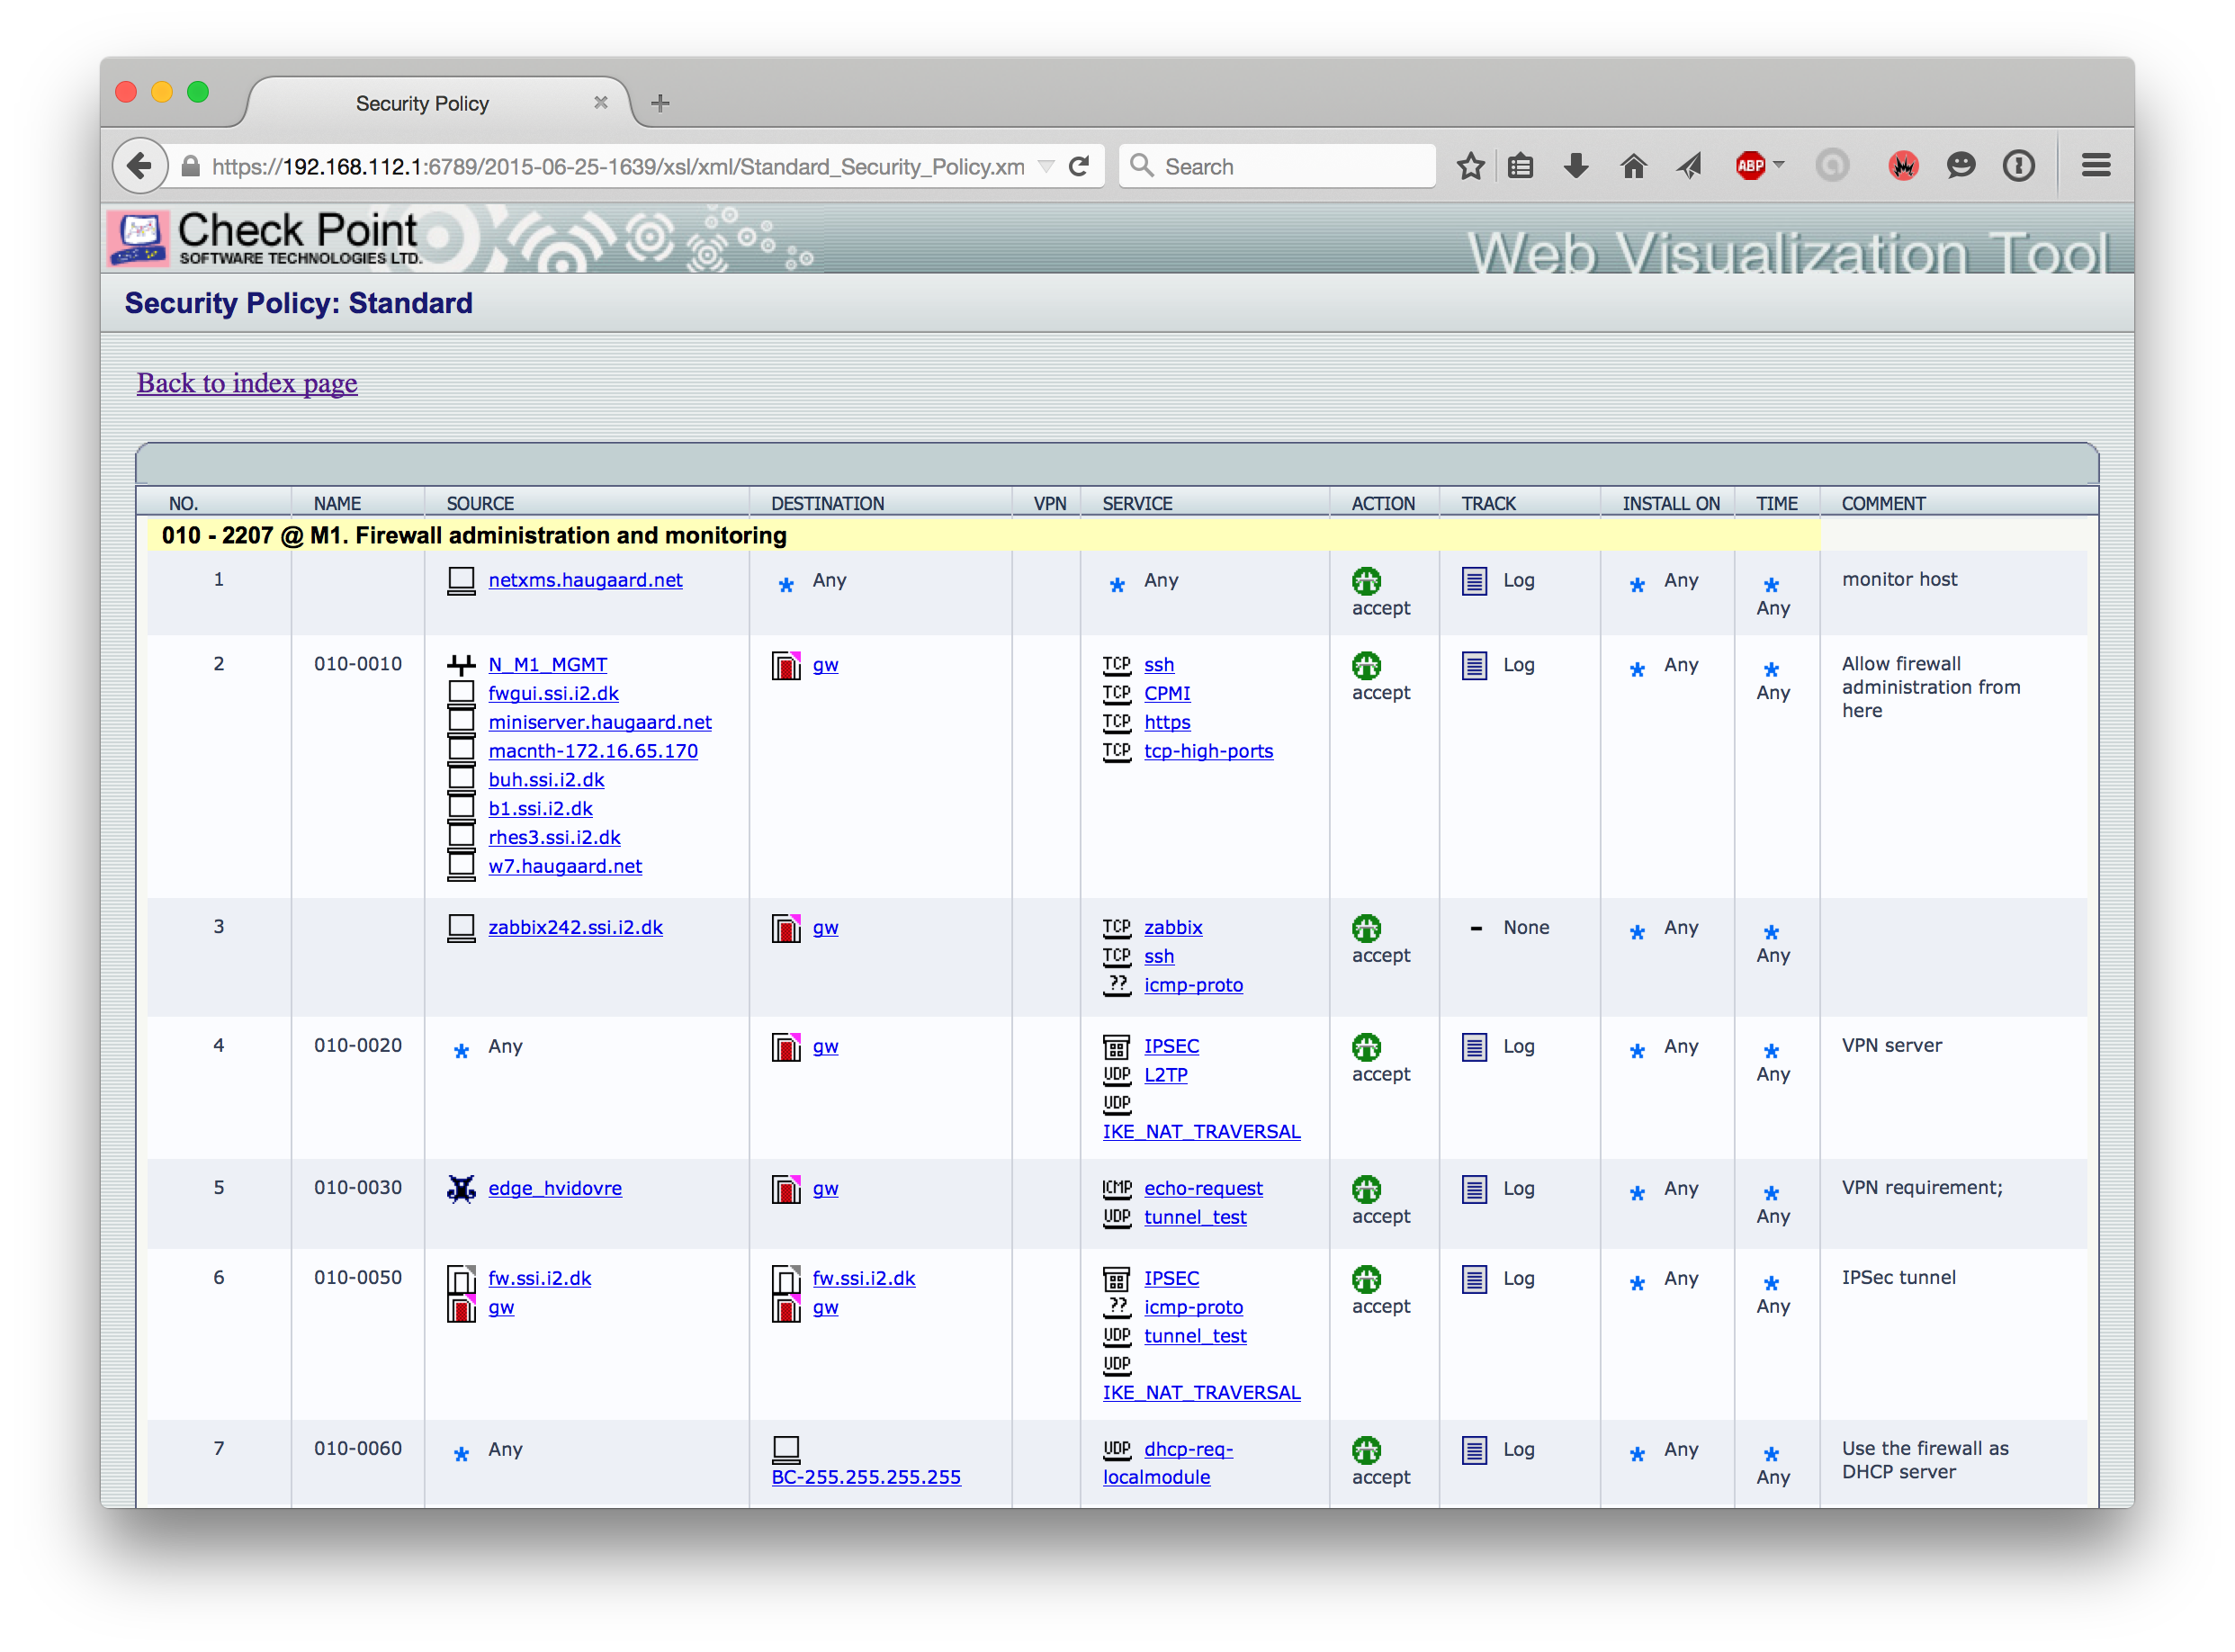 Security Policy
https://192.168.112.1:6789/2015-06-25-1639/xsl/xml/Standard_Security_Policy.xm
Search
ABP
Check Point
SOFTWARE TECHNOLOGIES LTD.
Web Visualization Tool
Security Policy: Standard
Back to index page
NO. NAME SOURCE DESTINATION VPN SERVICE ACTION TRACK INSTALL ON TIME COMMENT
010 - 2207 @ M1. Firewall administration and monitoring
1 netxms.haugaard.net Any Any accept Log Any Any monitor host
2 010-0010 N_M1_MGMT gw TCP ssh accept Log Any Any Allow firewall
fwgui.ssi.i2.dk TCP CPMI administration from
miniserver.haugaard.net TCP https here
macnth-172.16.65.170 TCP tcp-high-ports
buh.ssi.i2.dk
b1.ssi.i2.dk
rhes3.ssi.i2.dk
w7.haugaard.net
3 zabbix242.ssi.i2.dk gw TCP zabbix accept None Any Any
TCP ssh
?? icmp-proto
4 010-0020 Any gw IPSEC accept Log Any Any VPN server
UDP L2TP
UDP
IKE_NAT_TRAVERSAL
5 010-0030 edge_hvidovre gw ICMP echo-request accept Log Any Any VPN requirement;
UDP tunnel_test
6 010-0050 fw.ssi.i2.dk fw.ssi.i2.dk IPSEC accept Log Any Any IPSec tunnel
gw gw ?? icmp-proto
UDP tunnel_test
UDP
IKE_NAT_TRAVERSAL
7 010-0060 Any BC-255.255.255.255 UDP dhcp-req- accept Log Any Any Use the firewall as
localmodule DHCP server